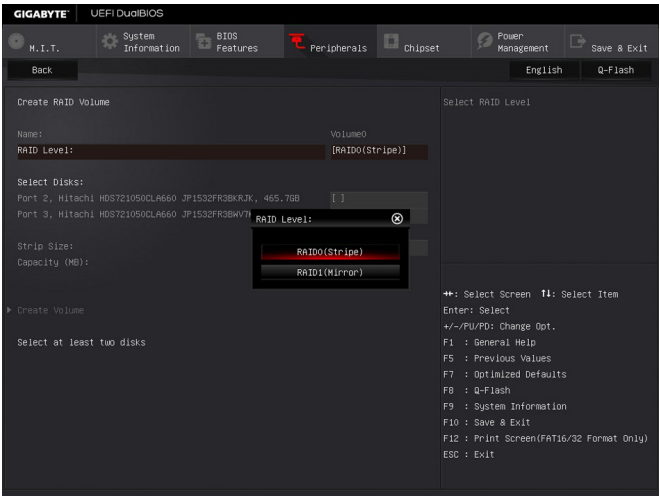 GIGABYTE™ UEFI DualBIOS
M.I.T.
System
Information
BIOS
Features
Peripherals
Chipset
Power
Management
Save & Exit
Back English Q-Flash
Create RAID Volume
Select RAID Level
Name: Volume0
RAID Level: [RAID0(Stripe)]
Select Disks:
Port 2, Hitachi HDS721050CLA660 JP1532FR3BKRJK, 465.7GB [ ]
Port 3, Hitachi HDS721050CLA660
RAID Level:
RAID0(Stripe)
RAID1(Mirror)
Strip Size:
Capacity (MB):
Create Volume
Select at least two disks
→←: Select Screen ↑↓: Select Item
Enter: Select
+/-/PU/PD: Change Opt.
F1 : General Help
F5 : Previous Values
F7 : Optimized Defaults
F8 : Q-Flash
F9 : System Information
F10 : Save & Exit
F12 : Print Screen(FAT16/32 Format Only)
ESC : Exit